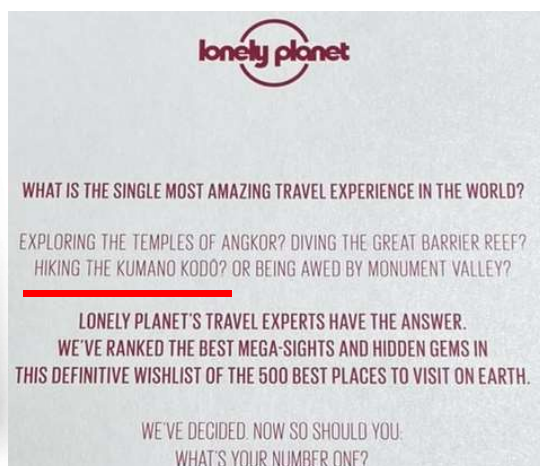 lonely planet
WHAT IS THE SINGLE MOST AMAZING TRAVEL EXPERIENCE IN THE WORLD?
EXPLORING THE TEMPLES OF ANGKOR? DIVING THE GREAT BARRIER REEF?
HIKING THE KUMANO KODŌ? OR BEING AWED BY MONUMENT VALLEY?
LONELY PLANET'S TRAVEL EXPERTS HAVE THE ANSWER.
WE'VE RANKED THE BEST MEGA-SIGHTS AND HIDDEN GEMS IN
THIS DEFINITIVE WISHLIST OF THE 500 BEST PLACES TO VISIT ON EARTH.
WE'VE DECIDED. NOW SO SHOULD YOU:
WHAT'S YOUR NUMBER ONE?